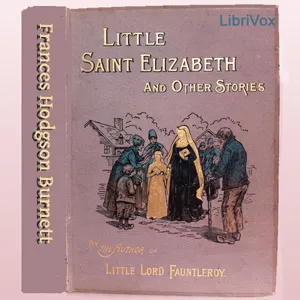 LibriVox
Frances Hodgson Burnett
LITTLE
SAINT ELIZABETH
AND OTHER STORIES
BY THE AUTHOR OF
LITTLE LORD FAUNTLEROY.